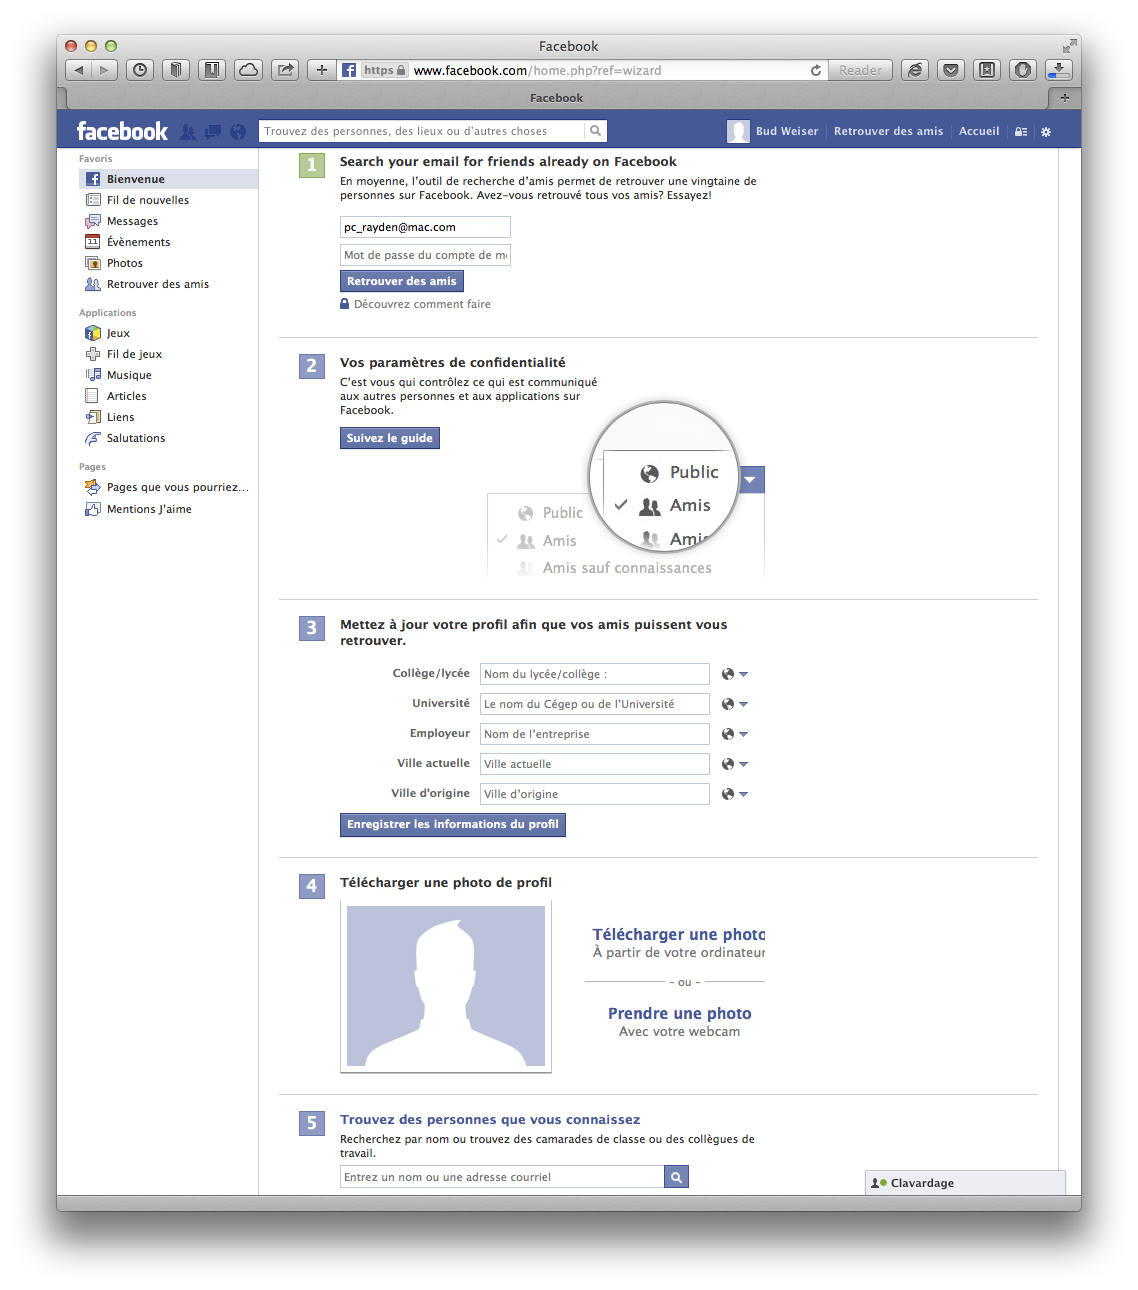 Facebook
https www.facebook.com/home.php?ref=wizard
Reader
Facebook
facebook
Trouvez des personnes, des lieux ou d'autres choses
Bud Weiser
Retrouver des amis
Accueil
Favoris
Bienvenue
Fil de nouvelles
Messages
11 Évènements
Photos
Retrouver des amis
Applications
Jeux
Fil de jeux
Musique
Articles
Liens
Salutations
Pages
Pages que vous pourriez...
Mentions J'aime
1 Search your email for friends already on Facebook
En moyenne, l'outil de recherche d'amis permet de retrouver une vingtaine de
personnes sur Facebook. Avez-vous retrouvé tous vos amis? Essayez!
pc_rayden@mac.com
Mot de passe du compte de m
Retrouver des amis
Découvrez comment faire
2 Vos paramètres de confidentialité
C'est vous qui contrôlez ce qui est communiqué
aux autres personnes et aux applications sur
Facebook.
Suivez le guide
Public
Amis
Amis
Public
Amis
Amis sauf connaissances
3 Mettez à jour votre profil afin que vos amis puissent vous
retrouver.
Collège/lycée Nom du lycée/collège :
Université Le nom du Cégep ou de l'Université
Employeur Nom de l'entreprise
Ville actuelle Ville actuelle
Ville d'origine Ville d'origine
Enregistrer les informations du profil
4 Télécharger une photo de profil
Télécharger une photo
À partir de votre ordinateur
- ou -
Prendre une photo
Avec votre webcam
5 Trouvez des personnes que vous connaissez
Recherchez par nom ou trouvez des camarades de classe ou des collègues de
travail.
Entrez un nom ou une adresse courriel
Clavardage